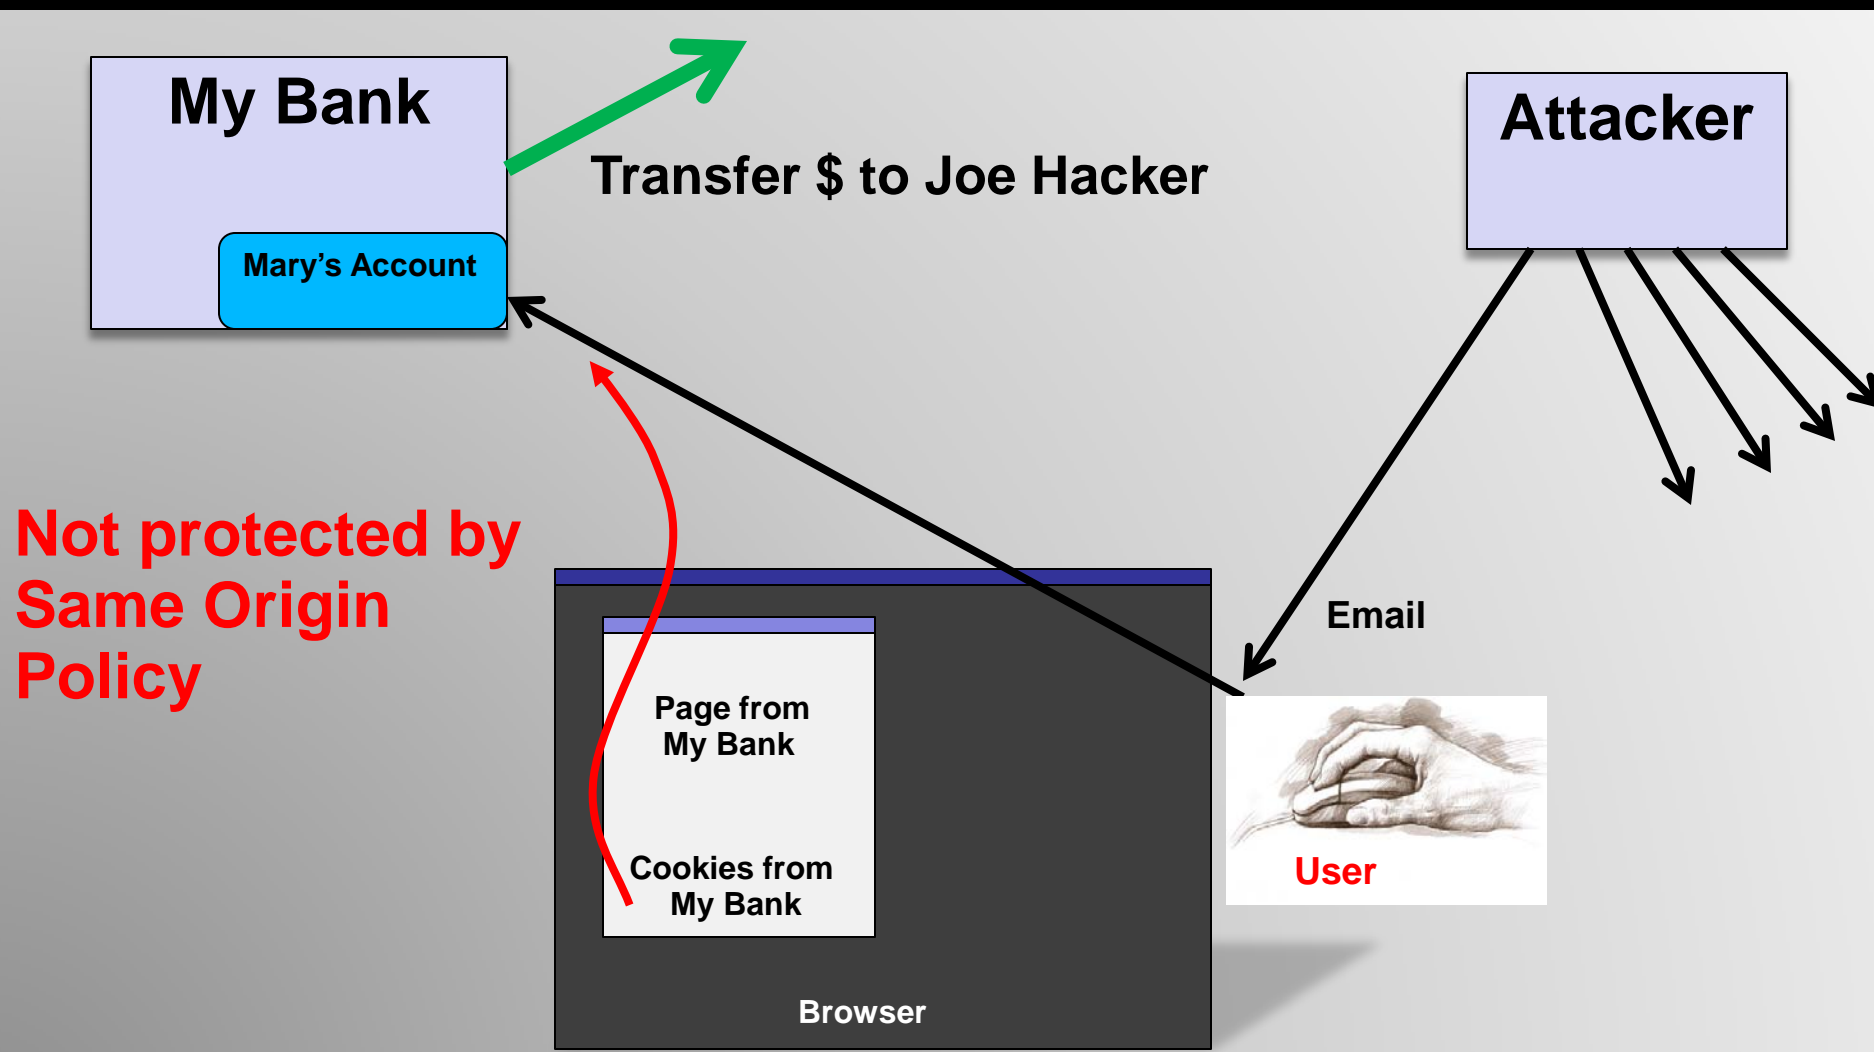 My Bank
Attacker
Transfer $ to Joe Hacker
Mary’s Account
Not protected by
Same Origin
Policy
Email
Page from
My Bank
User
Cookies from
My Bank
Browser